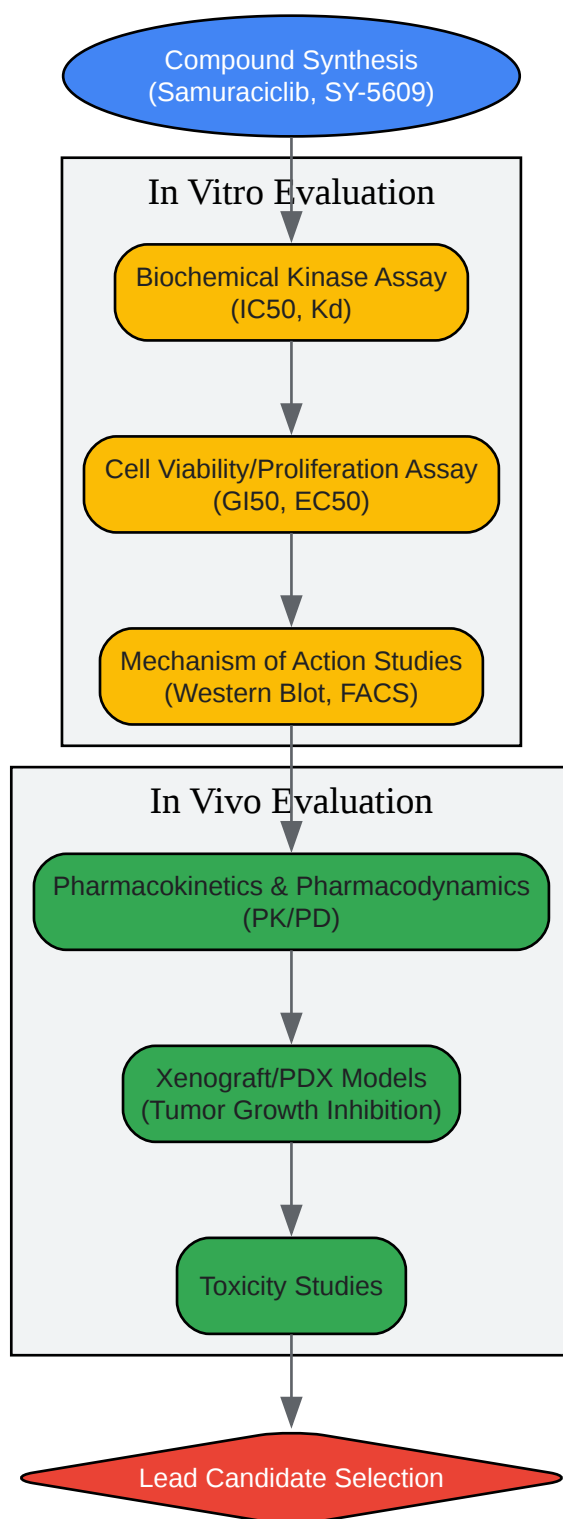 Compound Synthesis
(Samuraciclib, SY-5609)
In Vitro Evaluation
Biochemical Kinase Assay
(IC50, Kd)
Cell Viability/Proliferation Assay
(GI50, EC50)
Mechanism of Action Studies
(Western Blot, FACS)
In Vivo Evaluation
Pharmacokinetics & Pharmacodynamics
(PK/PD)
Xenograft/PDX Models
(Tumor Growth Inhibition)
Toxicity Studies
Lead Candidate Selection